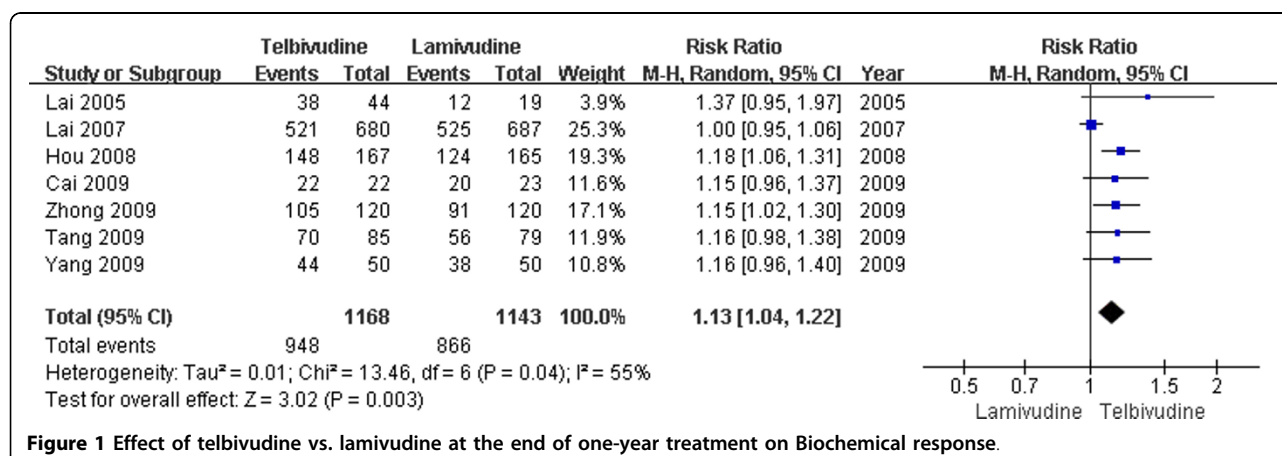 Telbivudine Lamivudine Risk Ratio Risk Ratio
Study or Subgroup Events Total Events Total Weight M-H, Random, 95% CI Year M-H, Random, 95% CI
Lai 2005 38 44 12 19 3.9% 1.37 [0.95, 1.97] 2005
Lai 2007 521 680 525 687 25.3% 1.00 [0.95, 1.06] 2007
Hou 2008 148 167 124 165 19.3% 1.18 [1.06, 1.31] 2008
Cai 2009 22 22 20 23 11.6% 1.15 [0.96, 1.37] 2009
Zhong 2009 105 120 91 120 17.1% 1.15 [1.02, 1.30] 2009
Tang 2009 70 85 56 79 11.9% 1.16 [0.98, 1.38] 2009
Yang 2009 44 50 38 50 10.8% 1.16 [0.96, 1.40] 2009
Total (95% CI) 1168 1143 100.0% 1.13 [1.04, 1.22]
Total events 948 866
Heterogeneity: Tau² = 0.01; Chi² = 13.46, df = 6 (P = 0.04); I² = 55%
Test for overall effect: Z = 3.02 (P = 0.003)
0.5 0.7 1 1.5 2
Lamivudine Telbivudine
Figure 1 Effect of telbivudine vs. lamivudine at the end of one-year treatment on Biochemical response.